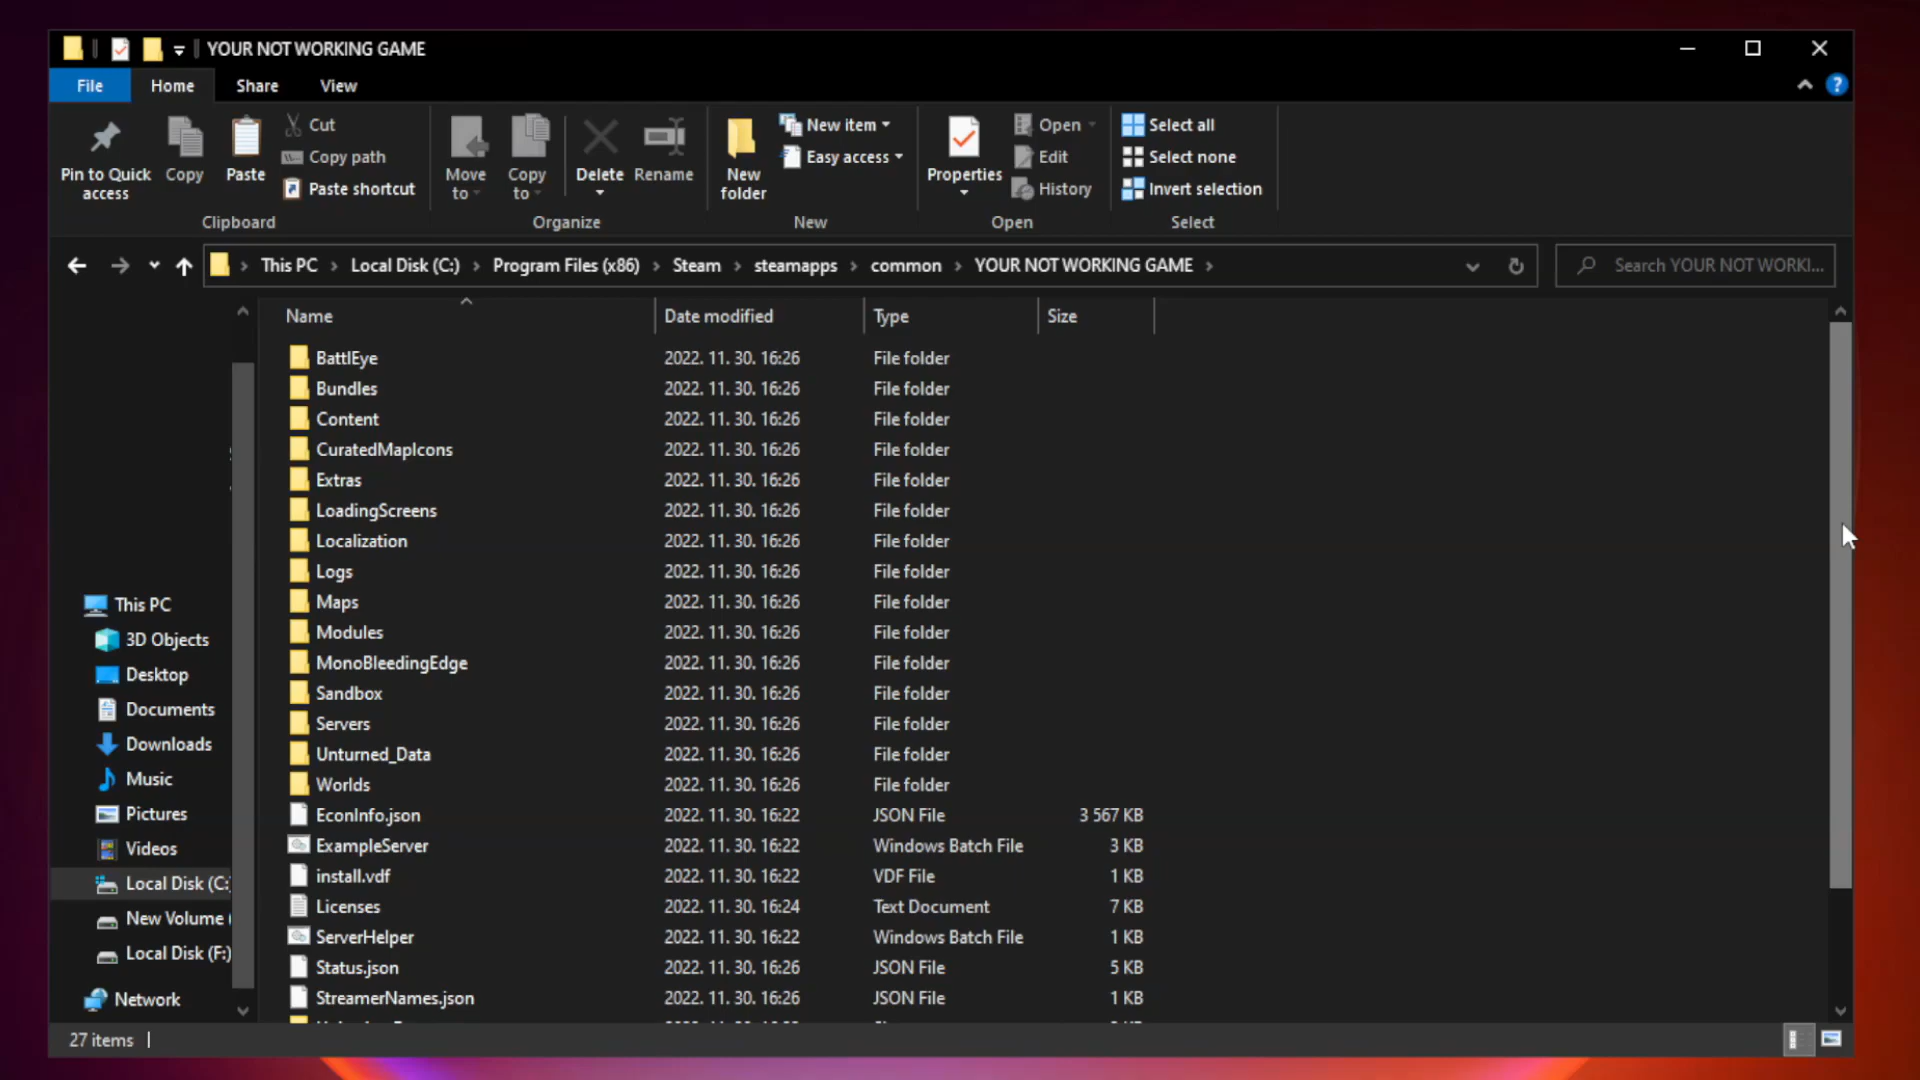 YOUR NOT WORKING GAME
File Home Share View
Pin to Quick access
Copy
Paste
Cut
Copy path
Paste shortcut
Clipboard
Move to
Copy to
Delete
Rename
Organize
New folder
New item
Easy access
New
Properties
Open
Edit
History
Open
Select all
Select none
Invert selection
Select
This PC Local Disk (C:) Program Files (x86) Steam steamapps common YOUR NOT WORKING GAME
Search YOUR NOT WORKI...
This PC
3D Objects
Desktop
Documents
Downloads
Music
Pictures
Videos
Local Disk (C:
New Volume (
Local Disk (F:)
Network
Name Date modified Type Size
BattlEye 2022. 11. 30. 16:26 File folder
Bundles 2022. 11. 30. 16:26 File folder
Content 2022. 11. 30. 16:26 File folder
CuratedMapIcons 2022. 11. 30. 16:26 File folder
Extras 2022. 11. 30. 16:26 File folder
LoadingScreens 2022. 11. 30. 16:26 File folder
Localization 2022. 11. 30. 16:26 File folder
Logs 2022. 11. 30. 16:26 File folder
Maps 2022. 11. 30. 16:26 File folder
Modules 2022. 11. 30. 16:26 File folder
MonoBleedingEdge 2022. 11. 30. 16:26 File folder
Sandbox 2022. 11. 30. 16:26 File folder
Servers 2022. 11. 30. 16:26 File folder
Unturned_Data 2022. 11. 30. 16:26 File folder
Worlds 2022. 11. 30. 16:26 File folder
EconInfo.json 2022. 11. 30. 16:22 JSON File 3 567 KB
ExampleServer 2022. 11. 30. 16:22 Windows Batch File 3 KB
install.vdf 2022. 11. 30. 16:22 VDF File 1 KB
Licenses 2022. 11. 30. 16:24 Text Document 7 KB
ServerHelper 2022. 11. 30. 16:22 Windows Batch File 1 KB
Status.json 2022. 11. 30. 16:26 JSON File 5 KB
StreamerNames.json 2022. 11. 30. 16:26 JSON File 1 KB
27 items